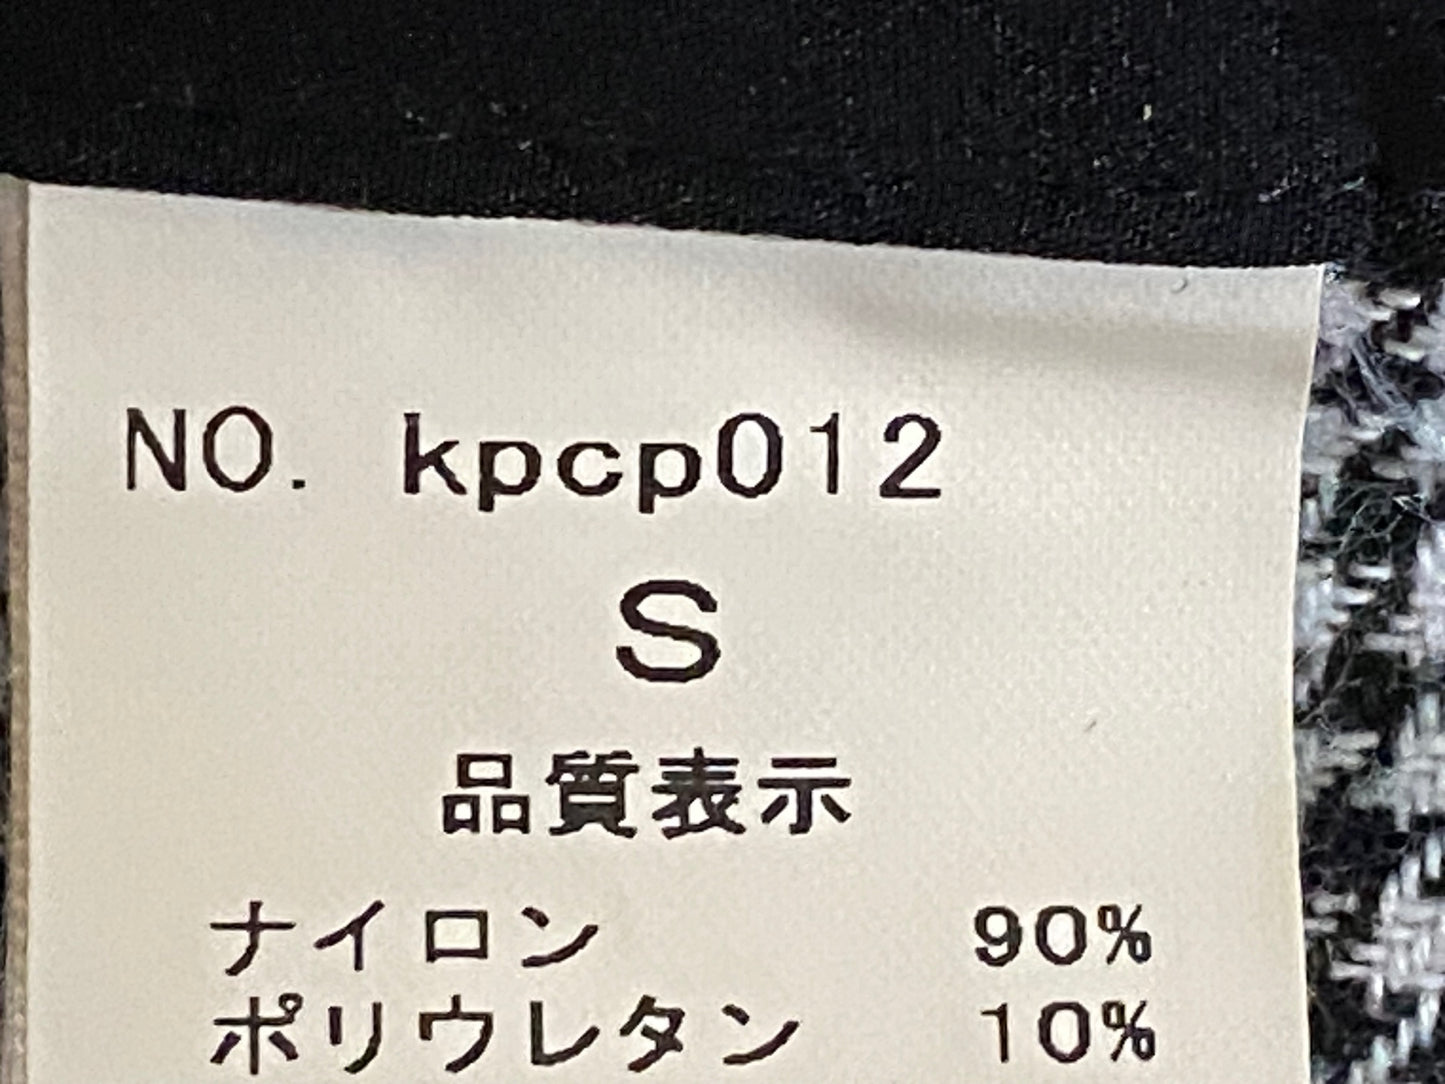 NO. kpcp012
S
品質表示
ナイロン 90%
ポリウレタン 10%